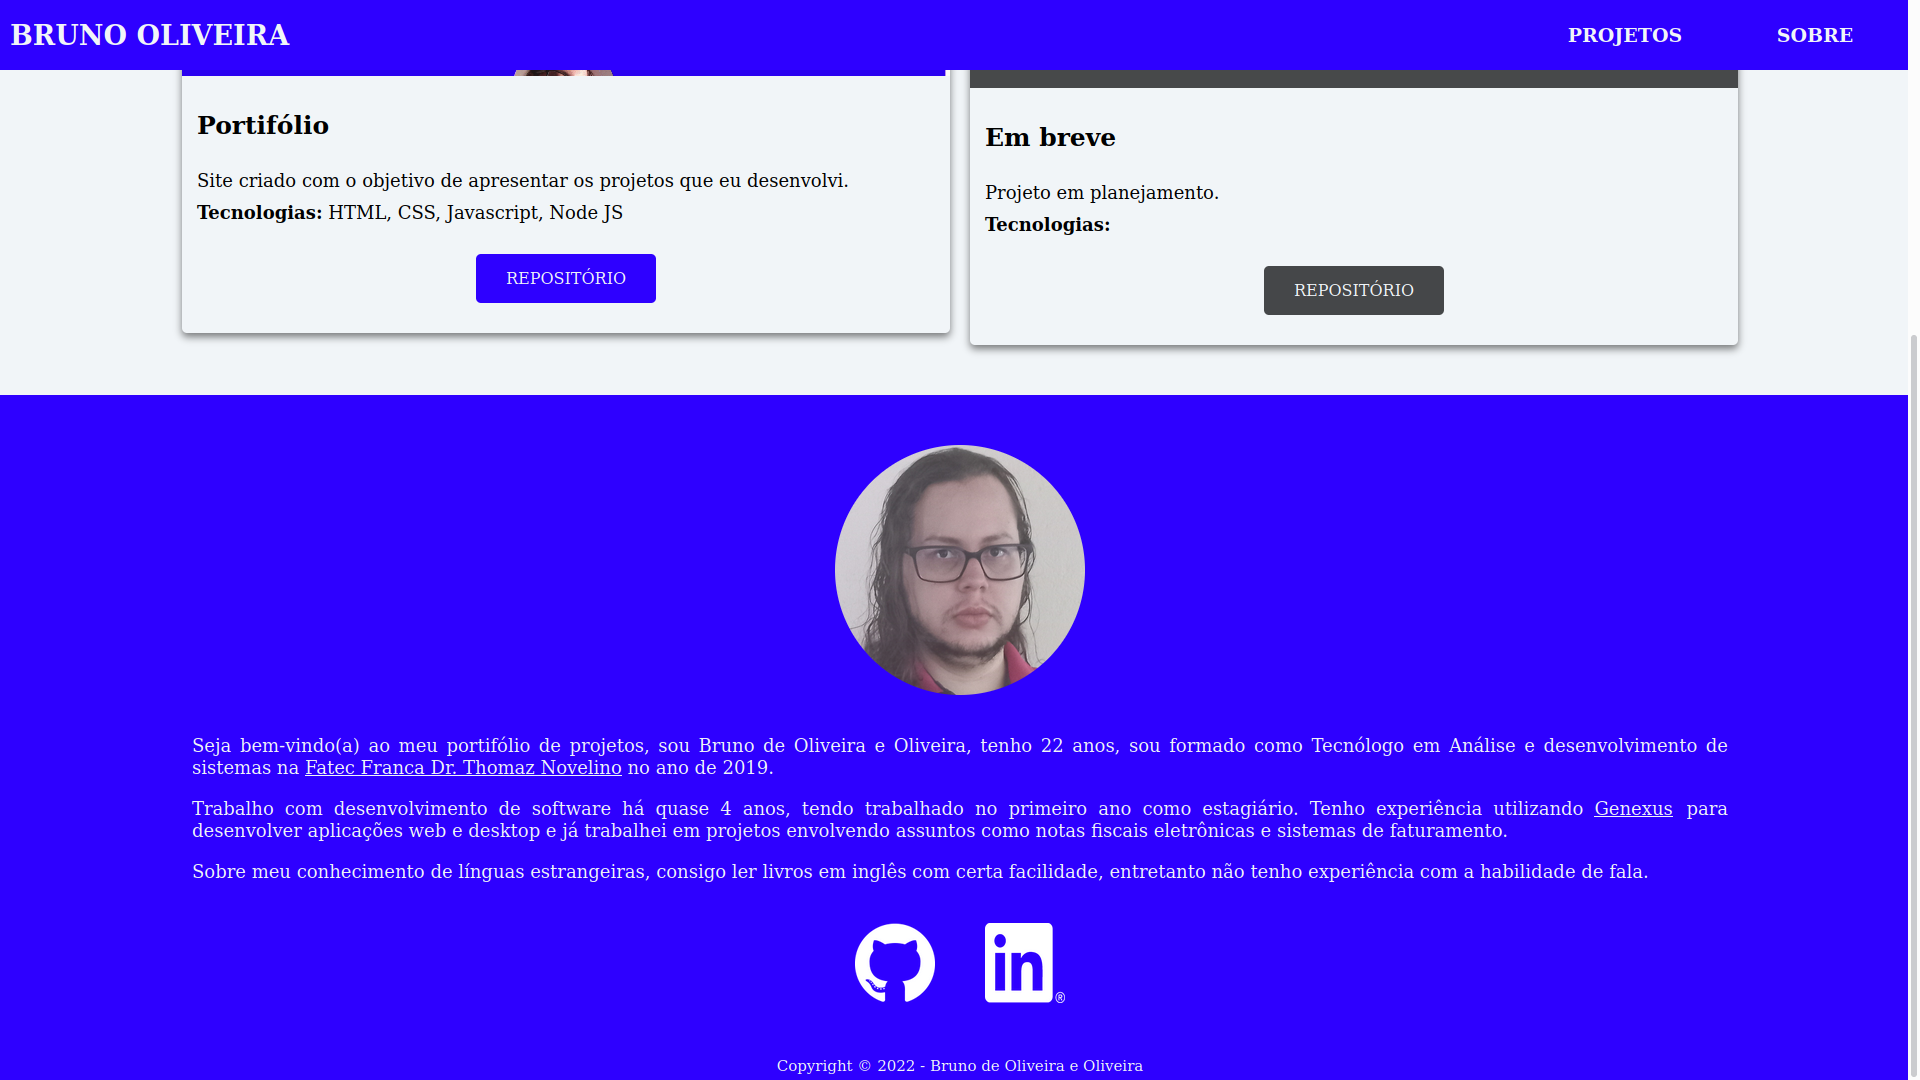 BRUNO OLIVEIRA
PROJETOS
SOBRE
Portifólio
Site criado com o objetivo de apresentar os projetos que eu desenvolvi.
Tecnologias: HTML, CSS, Javascript, Node JS
REPOSITÓRIO
Em breve
Projeto em planejamento.
Tecnologias:
REPOSITÓRIO
Seja bem-vindo(a) ao meu portifólio de projetos, sou Bruno de Oliveira e Oliveira, tenho 22 anos, sou formado como Tecnólogo em Análise e desenvolvimento de
sistemas na Fatec Franca Dr. Thomaz Novelino no ano de 2019.
Trabalho com desenvolvimento de software há quase 4 anos, tendo trabalhado no primeiro ano como estagiário. Tenho experiência utilizando Genexus para
desenvolver aplicações web e desktop e já trabalhei em projetos envolvendo assuntos como notas fiscais eletrônicas e sistemas de faturamento.
Sobre meu conhecimento de línguas estrangeiras, consigo ler livros em inglês com certa facilidade, entretanto não tenho experiência com a habilidade de fala.
in®
Copyright © 2022 - Bruno de Oliveira e Oliveira